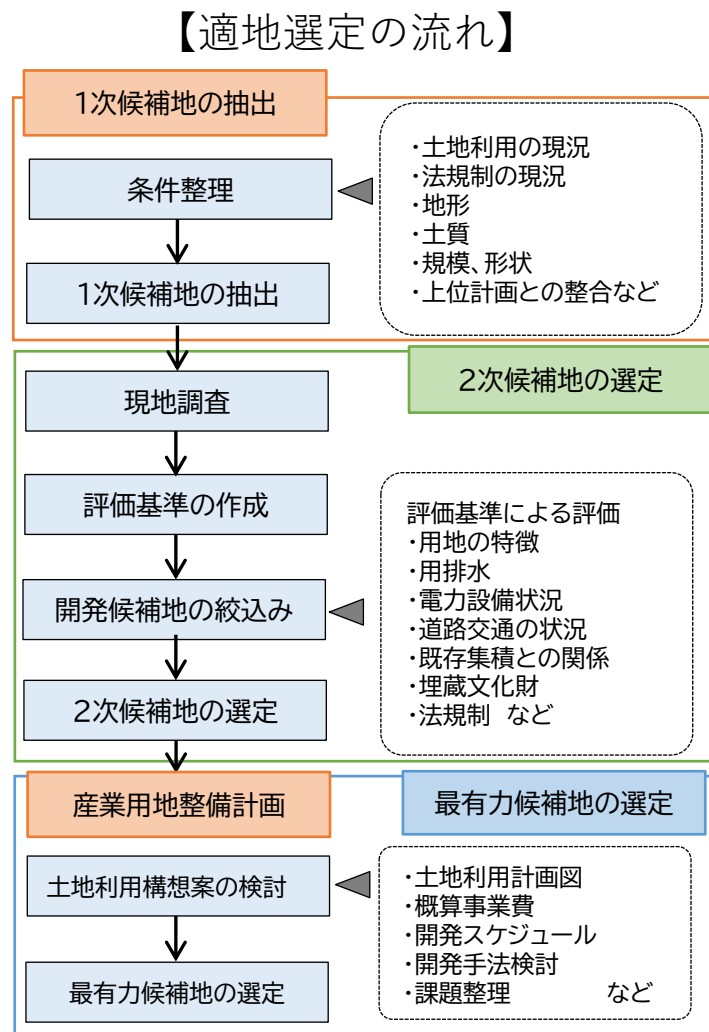 【適地選定の流れ】
1次候補地の抽出
条件整理
・土地利用の現況
・法規制の現況
・地形
・土質
・規模、形状
・上位計画との整合など
1次候補地の抽出
2次候補地の選定
現地調査
評価基準の作成
開発候補地の絞込み
評価基準による評価
・用地の特徴
・用排水
・電力設備状況
・道路交通の状況
・既存集積との関係
・埋蔵文化財
・法規制 など
2次候補地の選定
産業用地整備計画
最有力候補地の選定
土地利用構想案の検討
・土地利用計画図
・概算事業費
・開発スケジュール
・開発手法検討
・課題整理 など
最有力候補地の選定